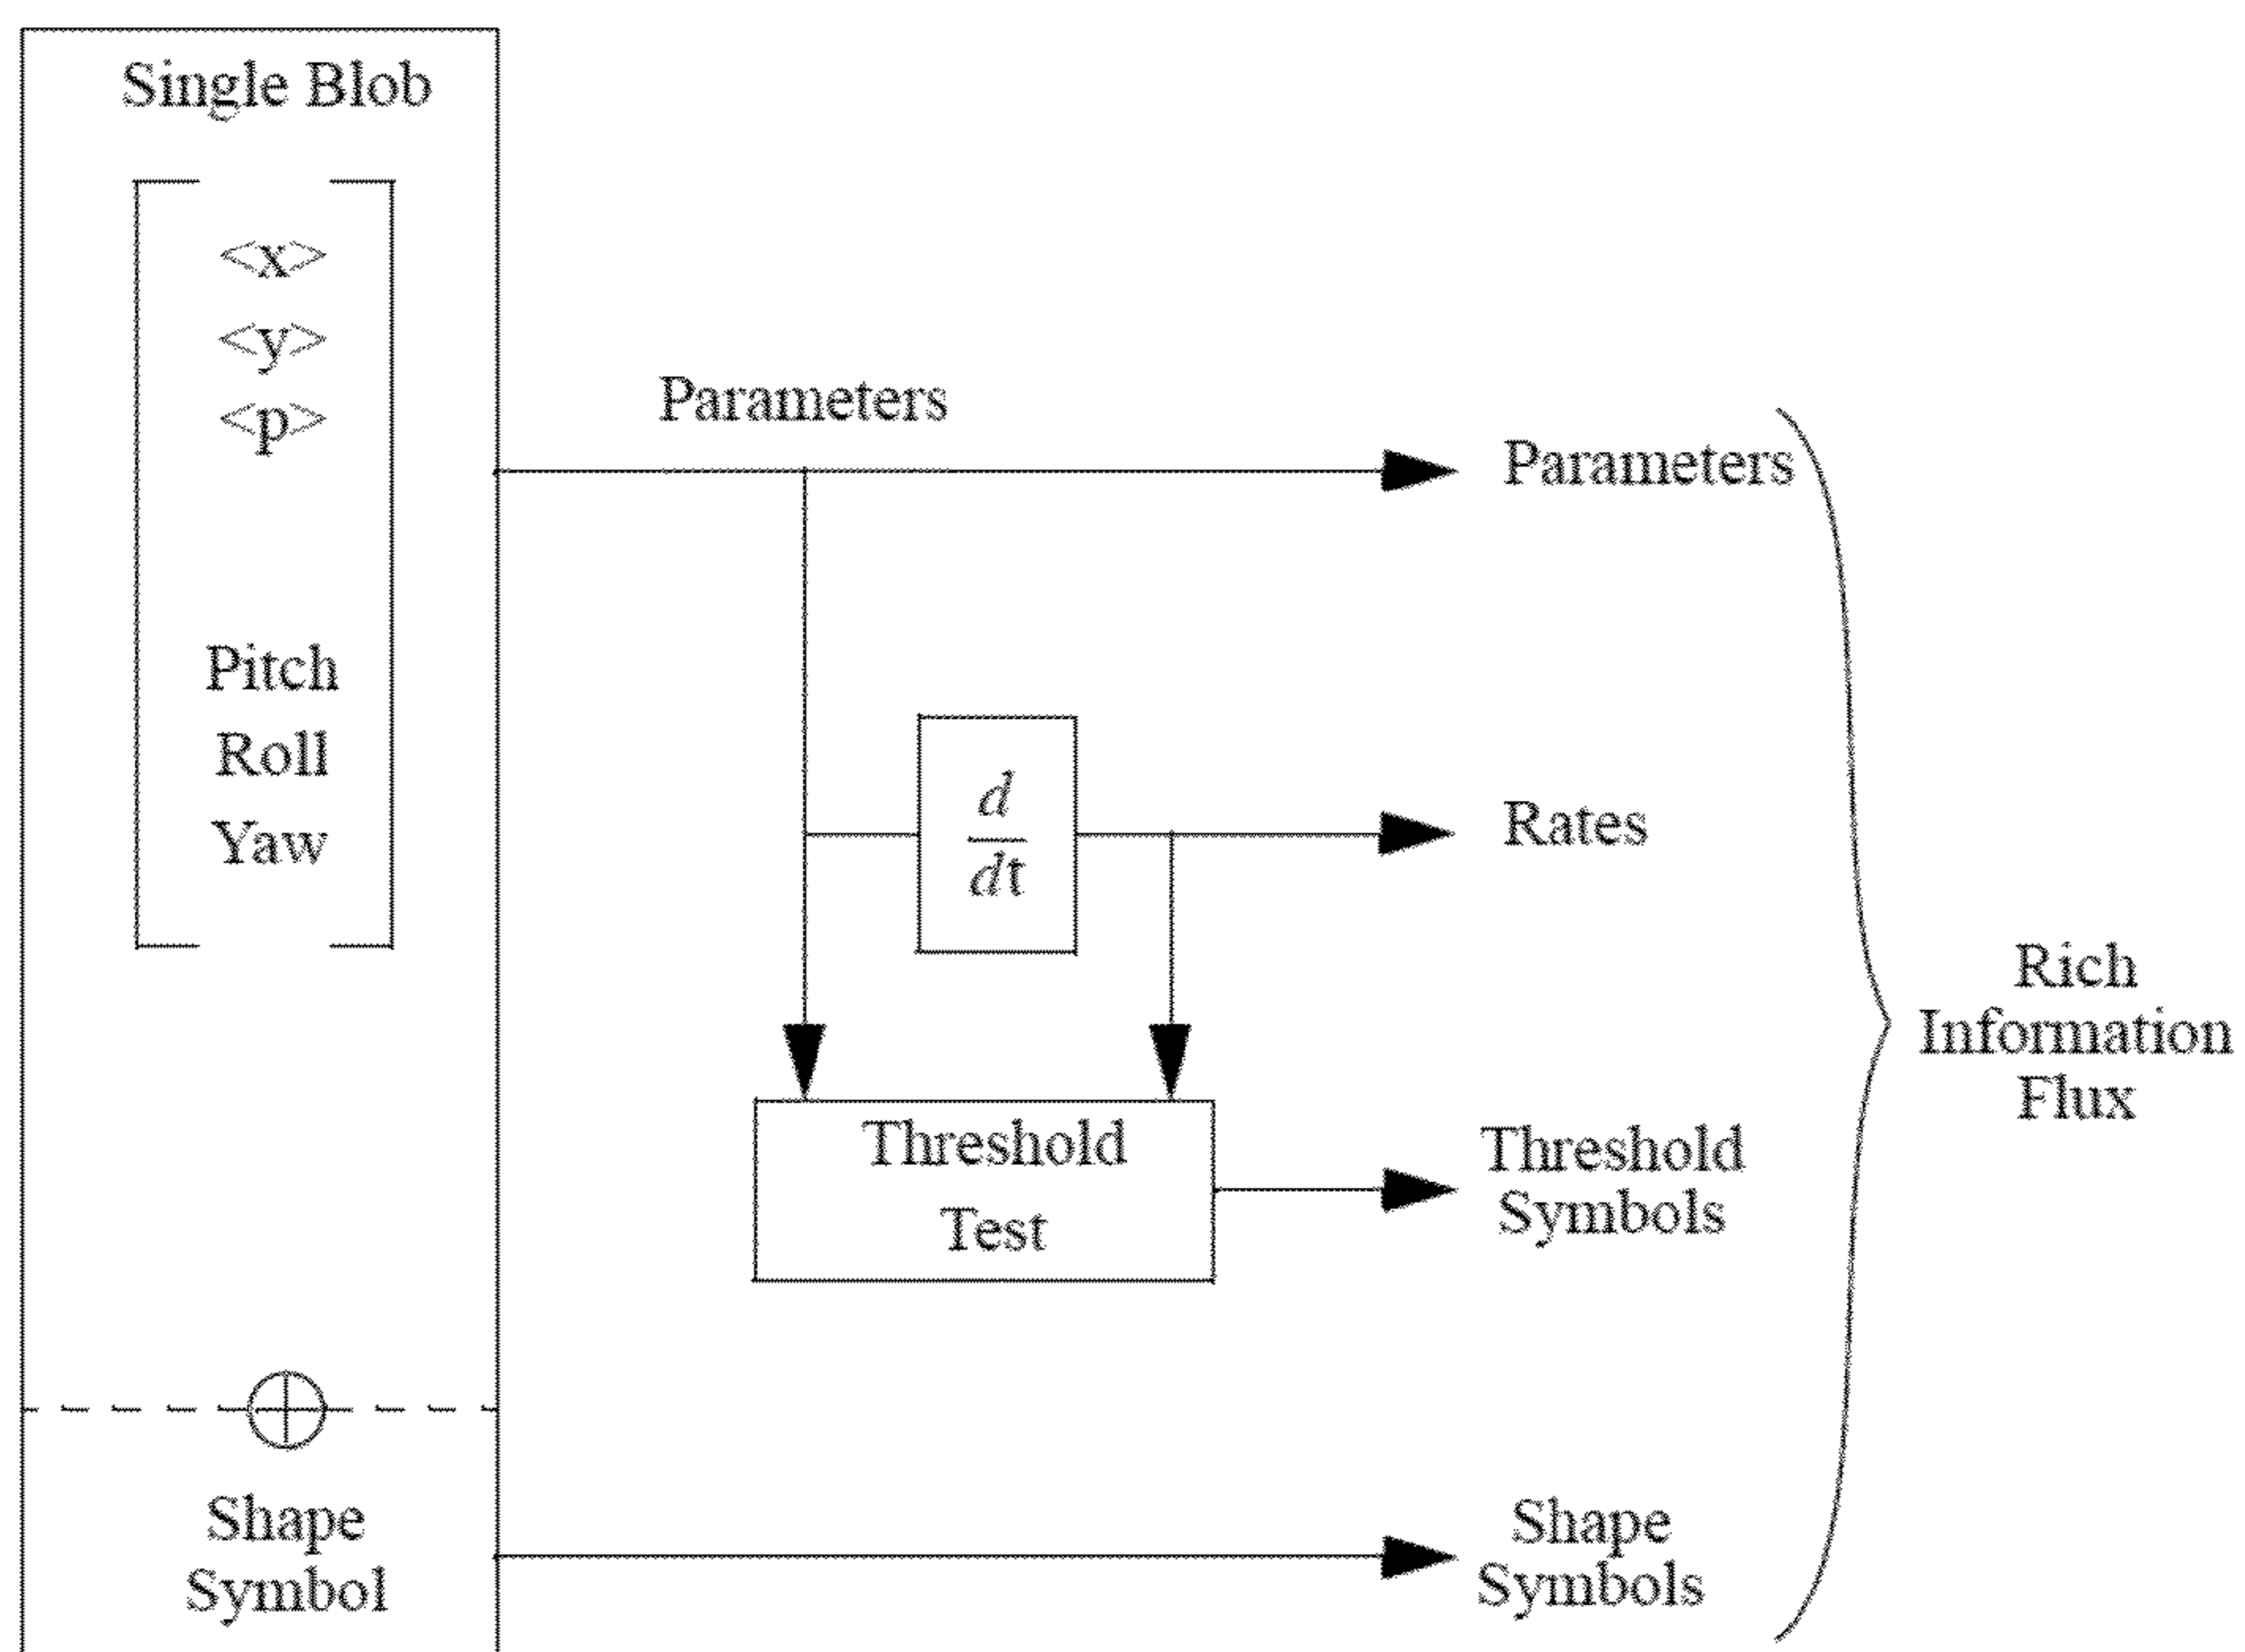 Single Blob
<x>
<y>
<p>
Pitch
Roll
Yaw
Shape
Symbol
Parameters
Parameters
d
dt
Rates
Threshold
Test
Threshold
Symbols
Shape
Symbols
Rich
Information
Flux